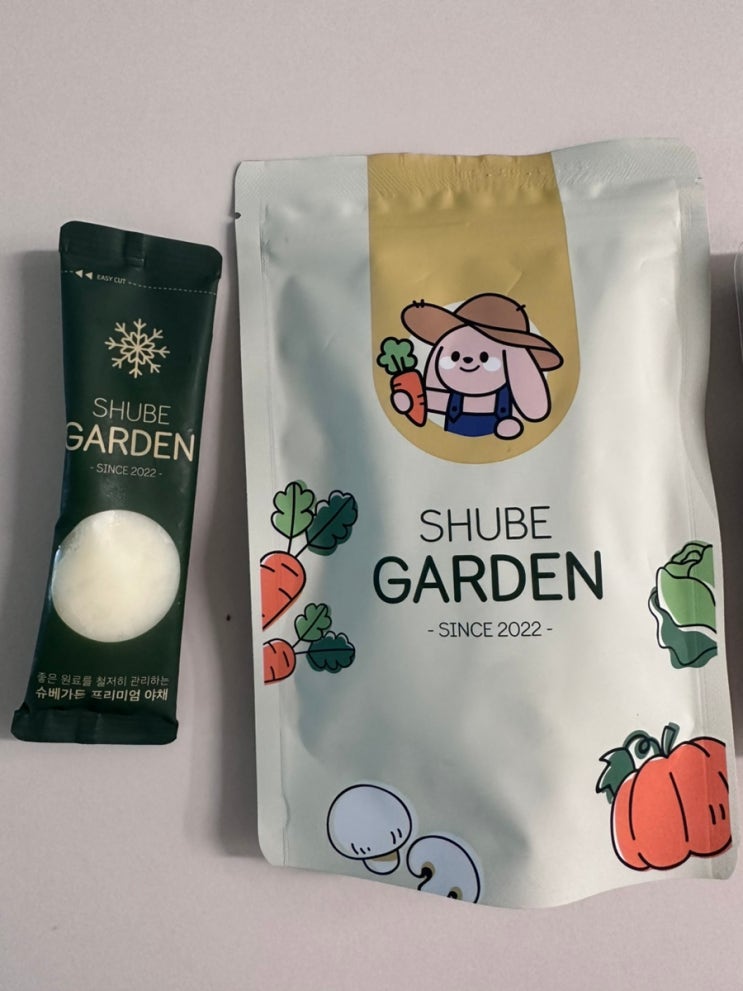 EASY CUT
SHUBE
GARDEN
- SINCE 2022 -
좋은 원료를 철저히 관리하는
슈베가든 프리미엄 야채
SHUBE
GARDEN
- SINCE 2022 -